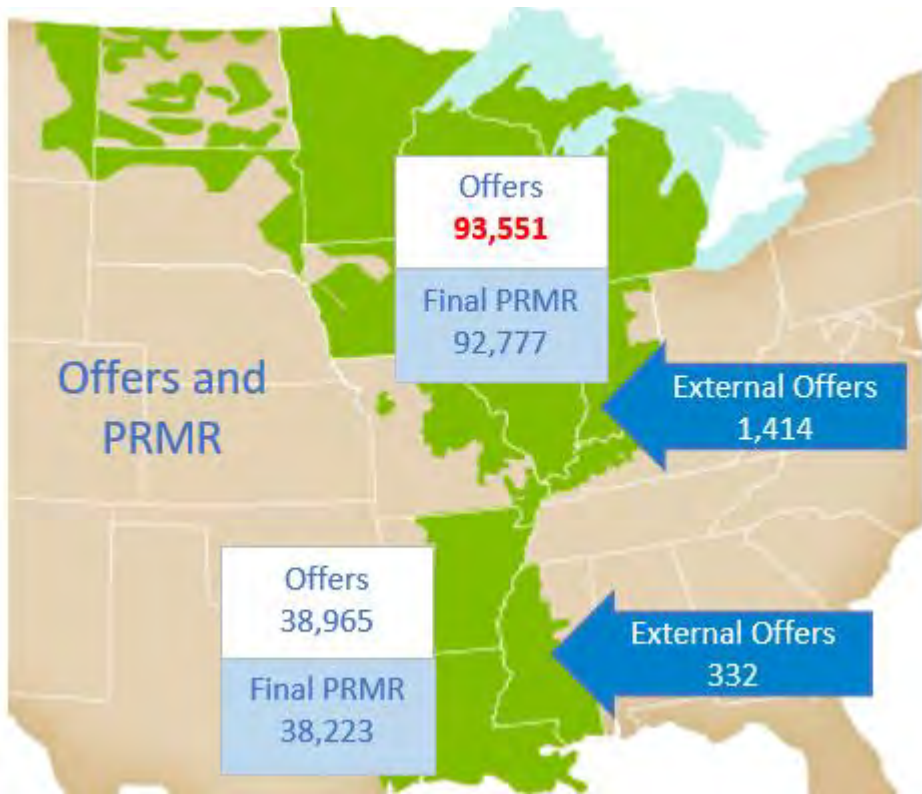 Offers
93,551
Final PRMR
92,777
Offers and
PRMR
External Offers
1,414
Offers
38,965
Final PRMR
38,223
External Offers
332